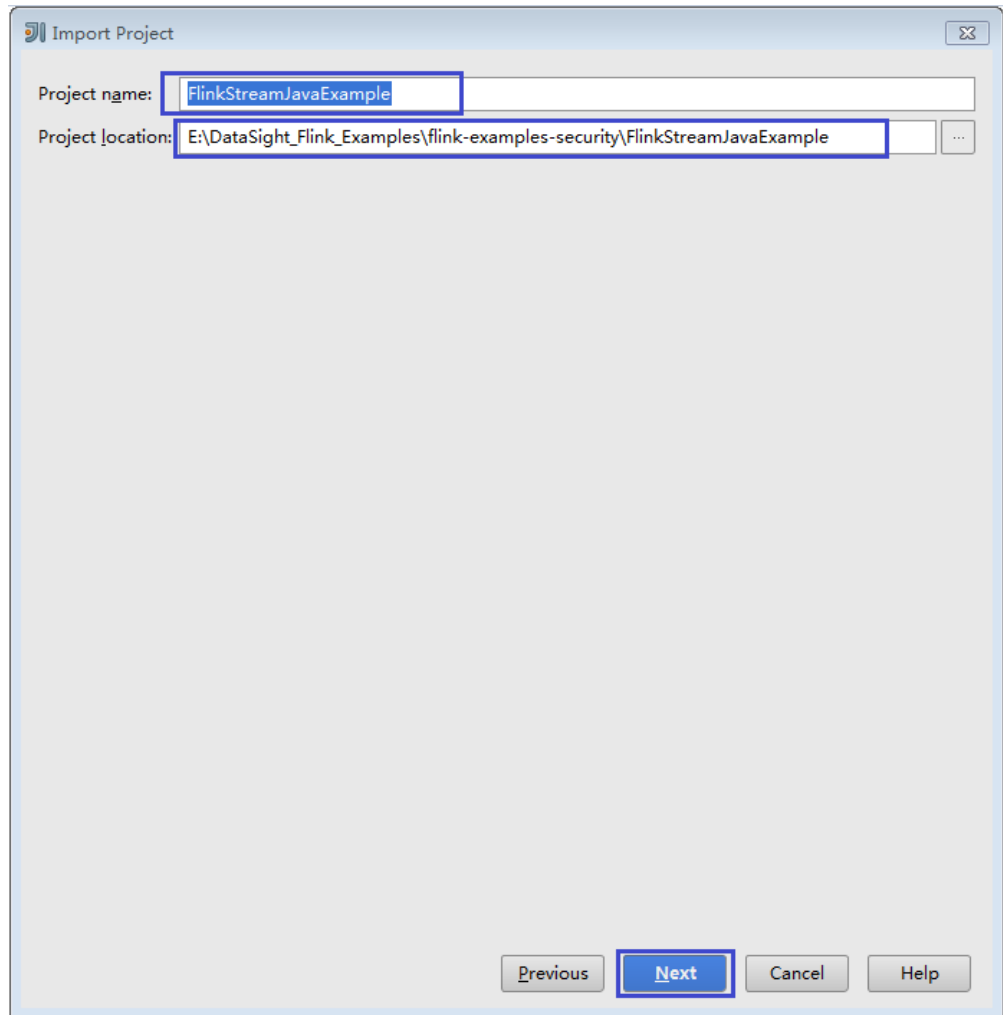 Import Project
Project name: FlinkStreamJavaExample
Project location: E:\DataSight_Flink_Examples\flink-examples-security\FlinkStreamJavaExample ...
Previous Next Cancel Help